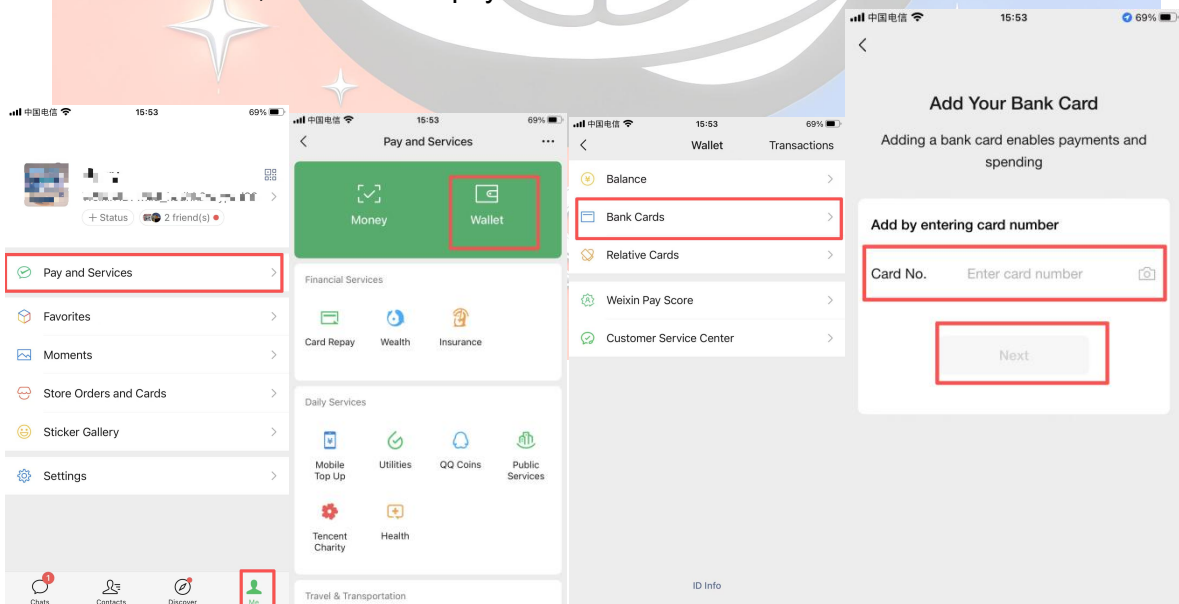 pay
中国电信 15:53 69%
+ Status 2 friend(s)
Pay and Services
Favorites
Moments
Store Orders and Cards
Sticker Gallery
Settings
1
Chats Contacts Discover Me
中国电信 15:53 69%
Pay and Services
Money Wallet
Financial Services
Card Repay Wealth Insurance
Daily Services
Mobile Top Up
Utilities
QQ Coins
Public Services
Tencent Charity
Health
Travel & Transportation
中国电信 15:53 69%
Wallet Transactions
Balance
Bank Cards
Relative Cards
Weixin Pay Score
Customer Service Center
ID Info
中国电信 15:53 69%
Add Your Bank Card
Adding a bank card enables payments and
spending
Add by entering card number
Card No. Enter card number
Next